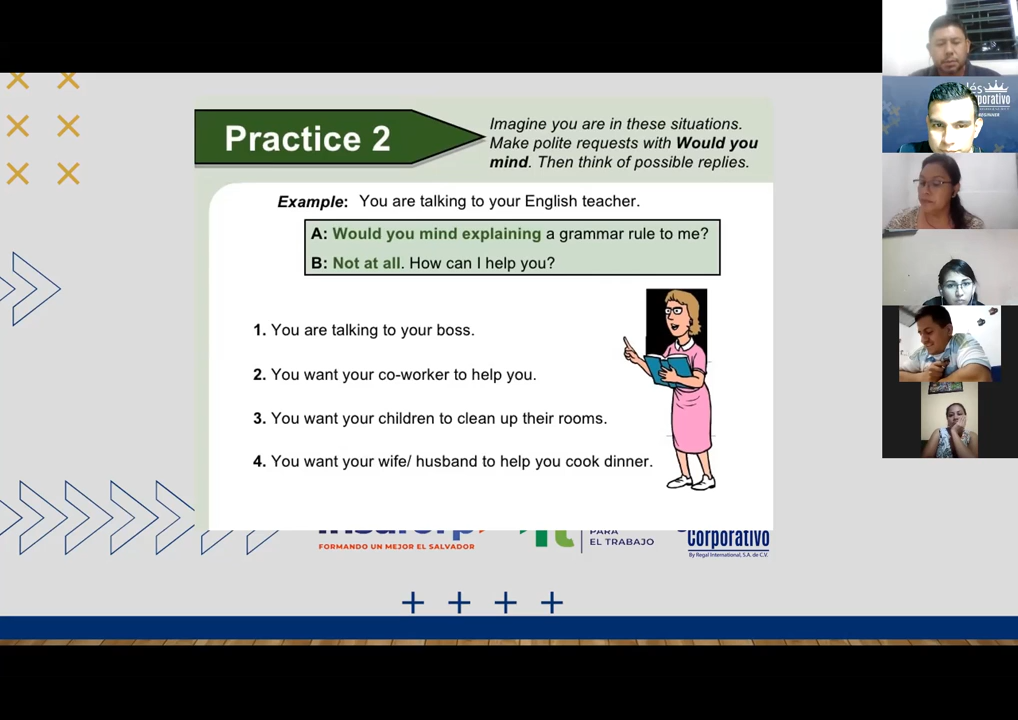 Practice 2
Imagine you are in these situations.
Make polite requests with Would you
mind. Then think of possible replies.
Example: You are talking to your English teacher.
A: Would you mind explaining a grammar rule to me?
B: Not at all. How can I help you?
1. You are talking to your boss.
2. You want your co-worker to help you.
3. You want your children to clean up their rooms.
4. You want your wife/ husband to help you cook dinner.
FORMANDO UN MEJOR EL SALVADOR
PARA
EL TRABAJO
Corporativo
By Regal International, S.A. de C.V.